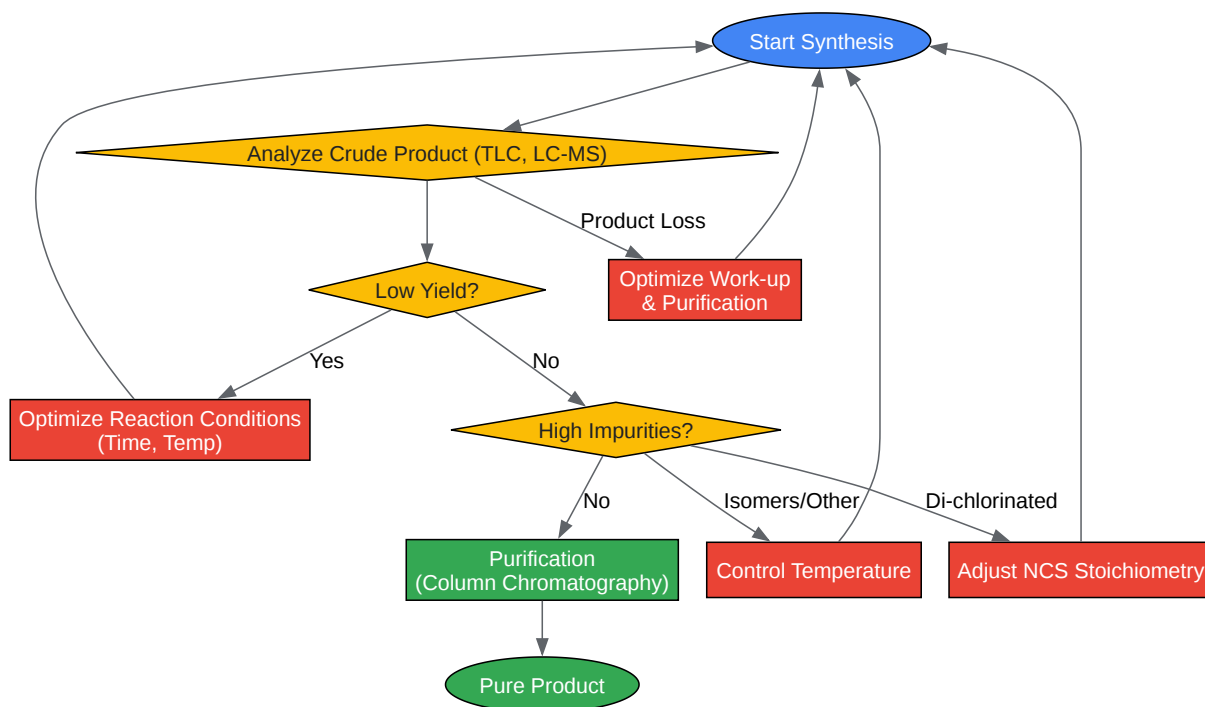 Start Synthesis
Analyze Crude Product (TLC, LC-MS)
Product Loss
Optimize Work-up
& Purification
Low Yield?
Yes
No
Optimize Reaction Conditions
(Time, Temp)
High Impurities?
No
Isomers/Other
Di-chlorinated
Purification
(Column Chromatography)
Control Temperature
Adjust NCS Stoichiometry
Pure Product